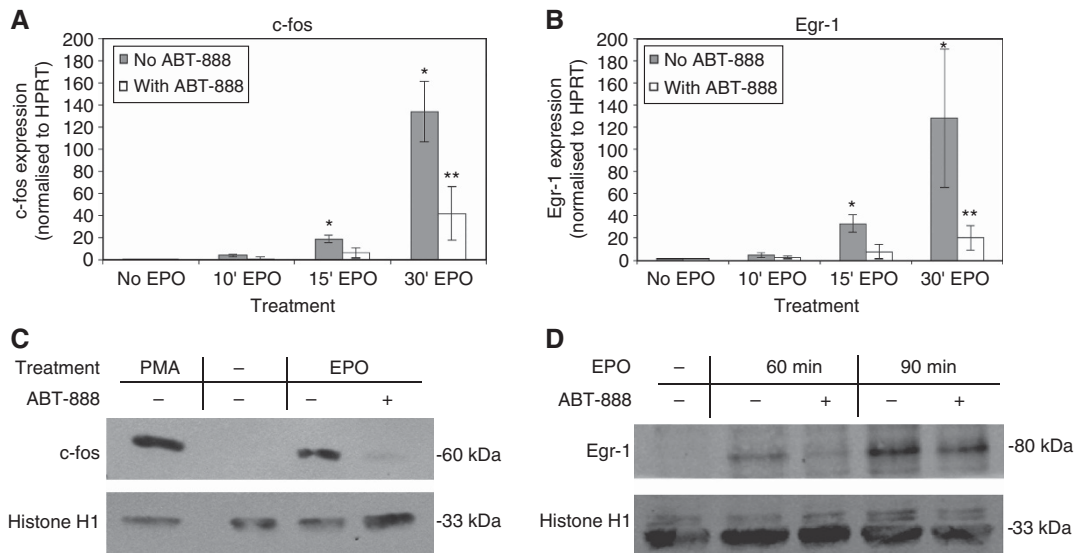 A
c-fos
c-fos expression
(normalised to HPRT)
200
180
160
140
120
100
80
60
40
20
0
No ABT-888
With ABT-888
*
*
**
No EPO 10' EPO 15' EPO 30' EPO
Treatment
B
Egr-1
Egr-1 expression
(normalised to HPRT)
200
180
160
140
120
100
80
60
40
20
0
No ABT-888
With ABT-888
*
*
**
No EPO 10' EPO 15' EPO 30' EPO
Treatment
C
Treatment PMA – EPO
ABT-888 – – – +
c-fos -60 kDa
Histone H1 -33 kDa
D
EPO – 60 min 90 min
ABT-888 – – + – +
Egr-1 -80 kDa
Histone H1 -33 kDa